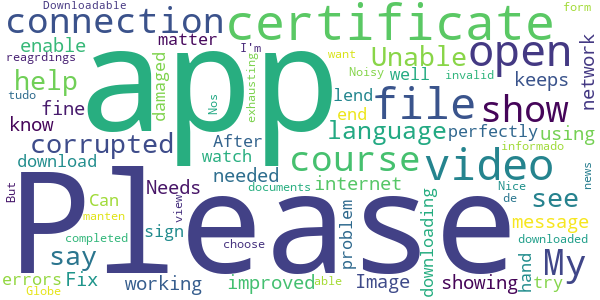 Downloadable
connection
certificate
form
enable
matter
I'm
Unable
open
reagrdings
want
help
damaged
Nos
exhausting
Noisy
well
invalid
keeps
network
tudo
fine
app
lend
file
show
know
corrupted
After
end
language
perfectly
using
download
watch
needed
course
video
informado
But
Please
Needs
documents
internet
see
Nice
news
Can
manten
view
de
My
say
completed
sign
choose
problem
downloading
message
showing
hand
downloaded
errors
Fix
working
improved
Image
able
try
Globe